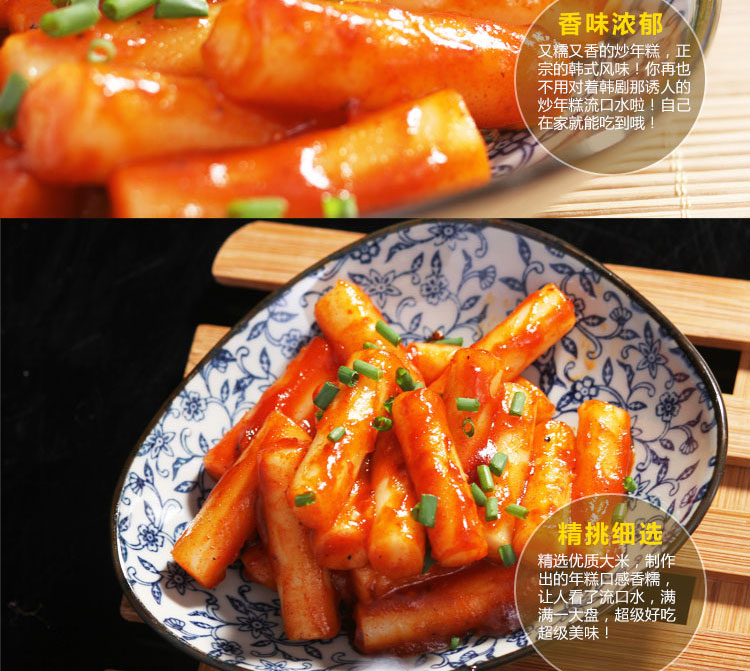 香味浓郁
又糯又香的炒年糕，正
宗的韩式风味！你再也
不用对着韩剧那诱人的
炒年糕流口水啦！自己
在家就能吃到哦！
精挑细选
精选优质大米，制作
出的年糕口感香糯，
让人看了流口水，满
满一大盘，超级好吃
超级美味！